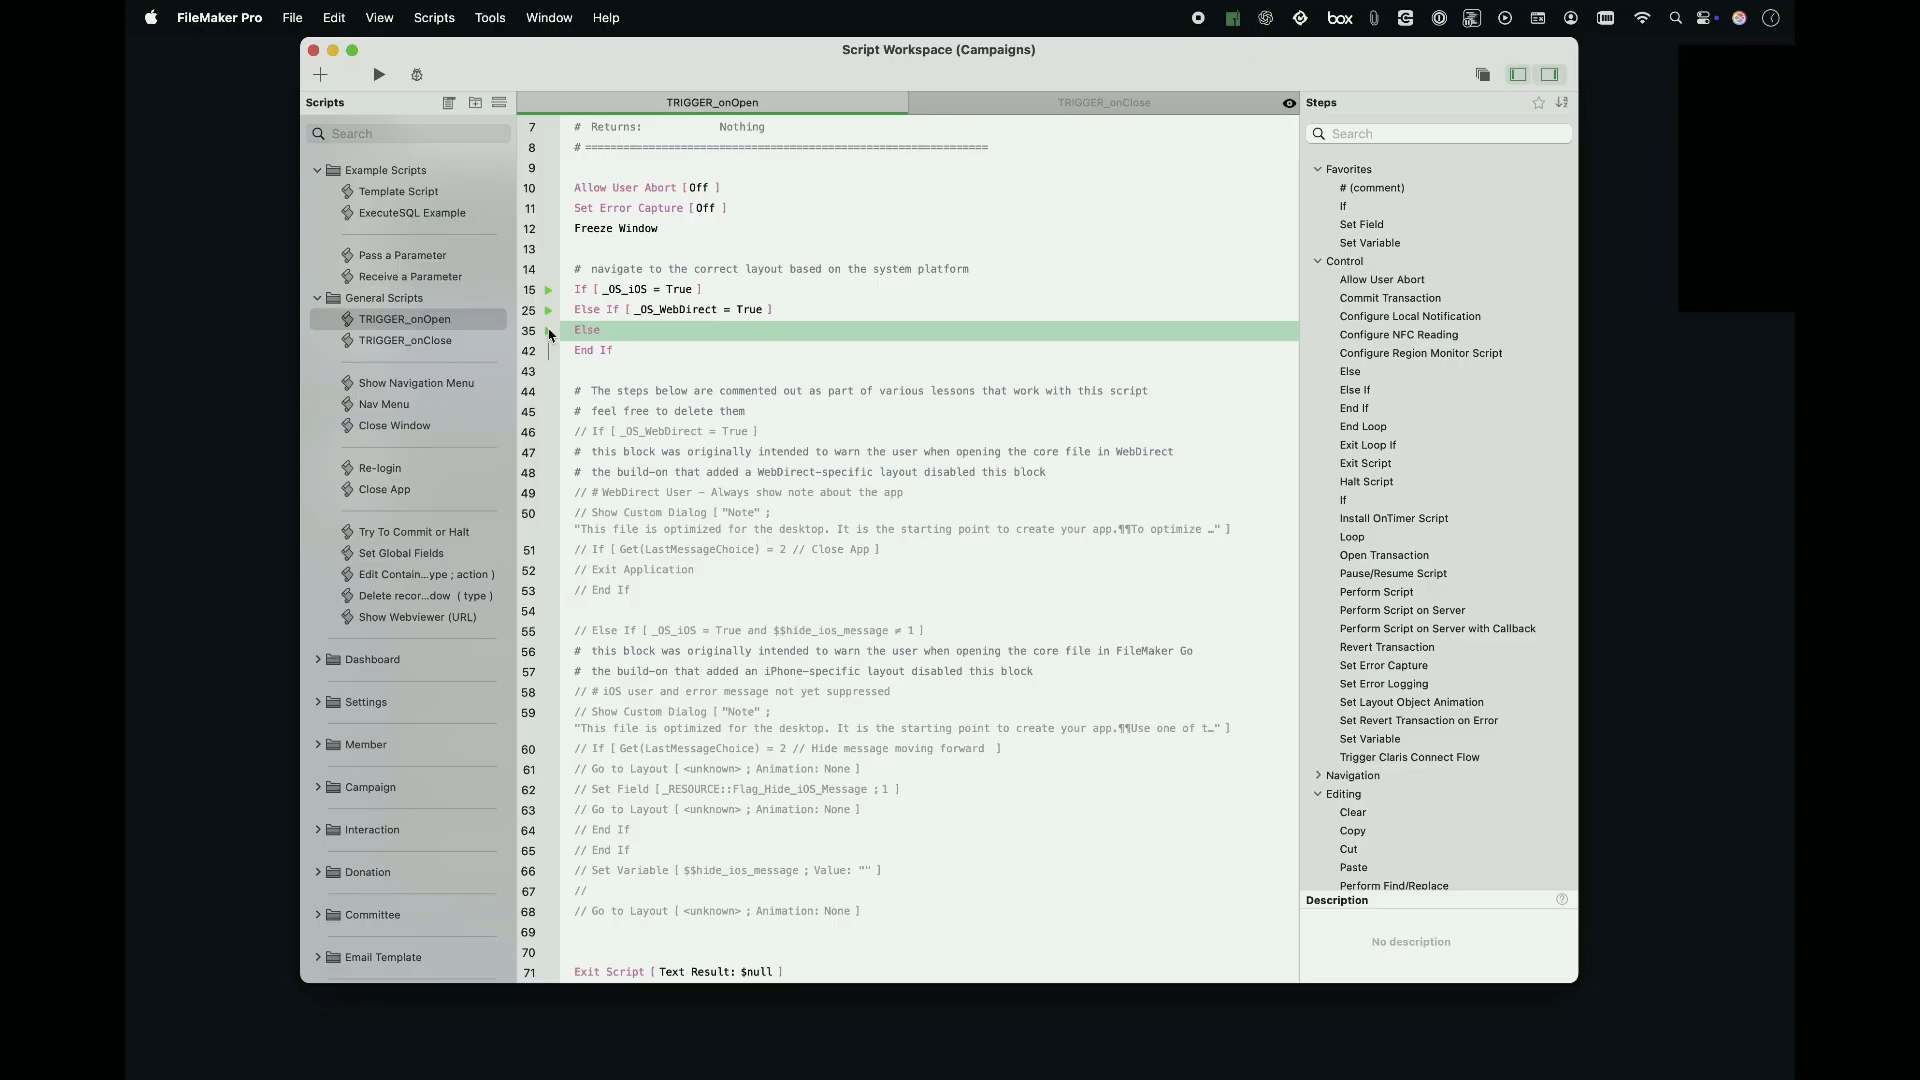 FileMaker Pro File Edit View Scripts Tools Window Help
box
Script Workspace (Campaigns)
Scripts
Search
Example Scripts
Template Script
ExecuteSQL Example
Pass a Parameter
Receive a Parameter
General Scripts
TRIGGER_onOpen
TRIGGER_onClose
Show Navigation Menu
Nav Menu
Close Window
Re-login
Close App
Try To Commit or Halt
Set Global Fields
Edit Contain...ype ; action )
Delete recor...dow ( type )
Show Webviewer (URL)
Dashboard
Settings
Member
Campaign
Interaction
Donation
Committee
Email Template
TRIGGER_onOpen TRIGGER_onClose
7 # Returns: Nothing
8 # ==============================================================
9
10 Allow User Abort [ Off ]
11 Set Error Capture [ Off ]
12 Freeze Window
13
14 # navigate to the correct layout based on the system platform
15 If [ _OS_iOS = True ]
25 Else If [ _OS_WebDirect = True ]
35 Else
42 End If
43
44 # The steps below are commented out as part of various lessons that work with this script
45 # feel free to delete them
46 // If [ _OS_WebDirect = True ]
47 # this block was originally intended to warn the user when opening the core file in WebDirect
48 # the build-on that added a WebDirect-specific layout disabled this block
49 // # WebDirect User – Always show note about the app
50 // Show Custom Dialog [ "Note" ;
"This file is optimized for the desktop. It is the starting point to create your app.¶¶To optimize …" ]
51 // If [ Get(LastMessageChoice) = 2 // Close App ]
52 // Exit Application
53 // End If
54
55 // Else If [ _OS_iOS = True and $$hide_ios_message ≠ 1 ]
56 # this block was originally intended to warn the user when opening the core file in FileMaker Go
57 # the build-on that added an iPhone-specific layout disabled this block
58 // # iOS user and error message not yet suppressed
59 // Show Custom Dialog [ "Note" ;
"This file is optimized for the desktop. It is the starting point to create your app.¶¶Use one of t…" ]
60 // If [ Get(LastMessageChoice) = 2 // Hide message moving forward ]
61 // Go to Layout [ <unknown> ; Animation: None ]
62 // Set Field [ _RESOURCE::Flag_Hide_iOS_Message ; 1 ]
63 // Go to Layout [ <unknown> ; Animation: None ]
64 // End If
65 // End If
66 // Set Variable [ $$hide_ios_message ; Value: "" ]
67 //
68 // Go to Layout [ <unknown> ; Animation: None ]
69
70
71 Exit Script [ Text Result: $null ]
Steps
Search
Favorites
# (comment)
If
Set Field
Set Variable
Control
Allow User Abort
Commit Transaction
Configure Local Notification
Configure NFC Reading
Configure Region Monitor Script
Else
Else If
End If
End Loop
Exit Loop If
Exit Script
Halt Script
If
Install OnTimer Script
Loop
Open Transaction
Pause/Resume Script
Perform Script
Perform Script on Server
Perform Script on Server with Callback
Revert Transaction
Set Error Capture
Set Error Logging
Set Layout Object Animation
Set Revert Transaction on Error
Set Variable
Trigger Claris Connect Flow
Navigation
Editing
Clear
Copy
Cut
Paste
Perform Find/Replace
Description
No description